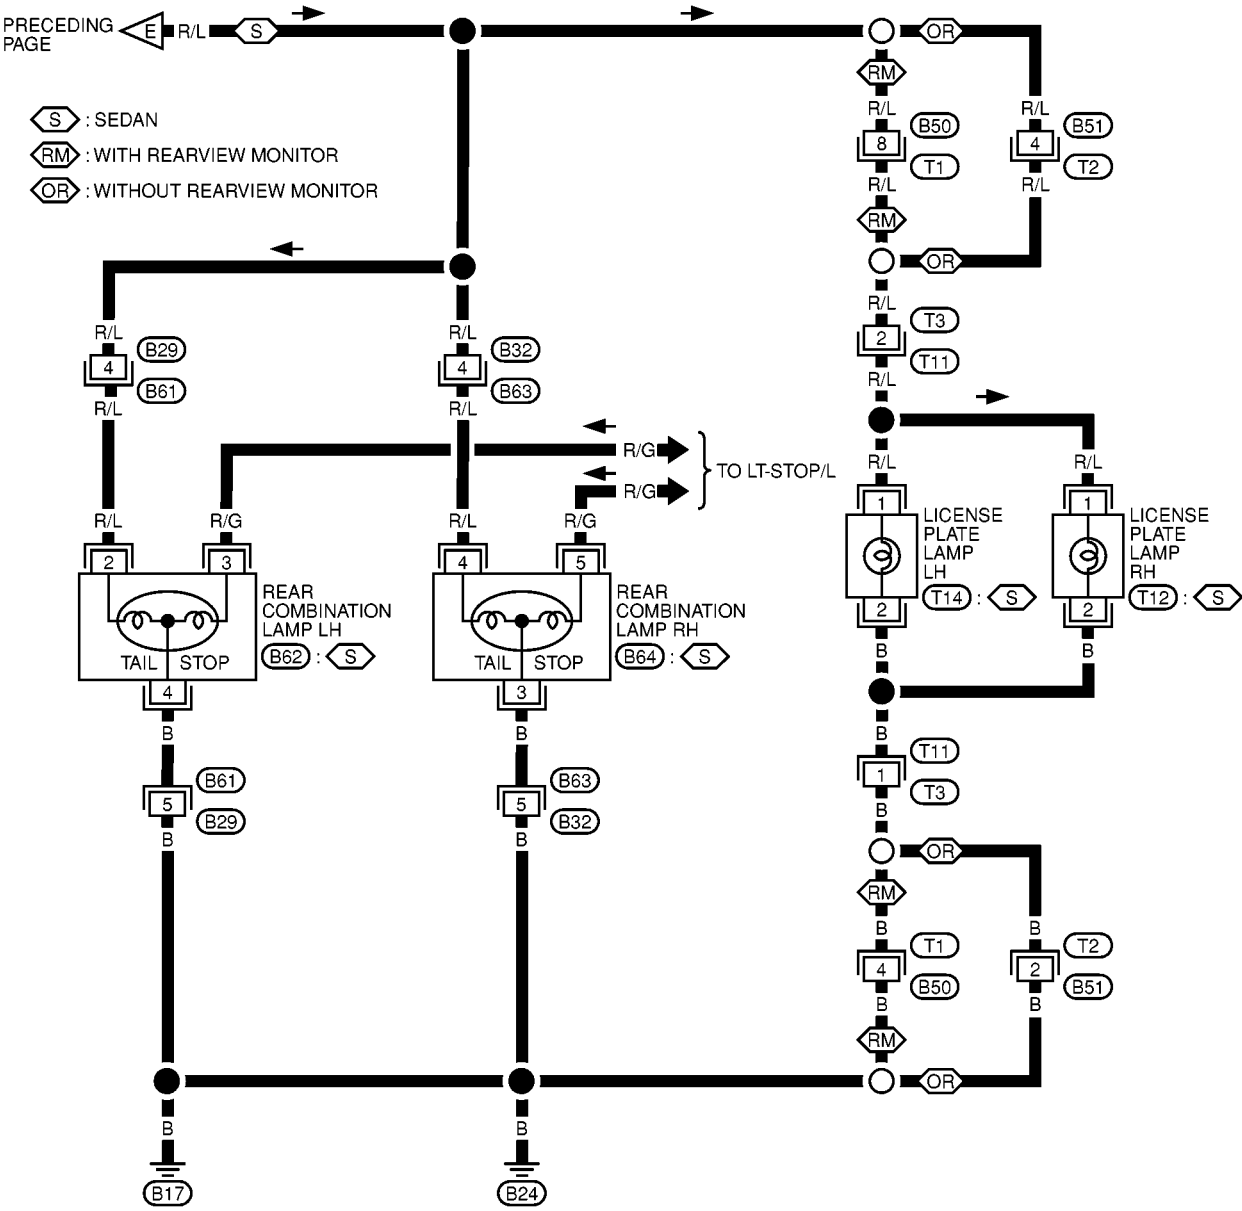 PRECEDING
PAGE
E
R/L
S
OR
RM
S : SEDAN
RM : WITH REARVIEW MONITOR
OR : WITHOUT REARVIEW MONITOR
R/L
R/L
8
B50
T1
4
B51
T2
R/L
R/L
RM
OR
R/L
2
T3
T11
R/L
R/L
R/L
4
B29
B61
4
B32
B63
R/L
R/L
R/G
R/G
TO LT-STOP/L
R/L
R/L
R/L
R/G
R/L
R/G
2
3
4
5
REAR
COMBINATION
LAMP LH
B62 : S
TAIL
STOP
4
REAR
COMBINATION
LAMP RH
B64 : S
TAIL
STOP
3
1
LICENSE
PLATE
LAMP
LH
T14 : S
2
1
LICENSE
PLATE
LAMP
RH
T12 : S
2
B
B
B
B
B
5
B61
B29
5
B63
B32
1
T11
T3
B
B
B
OR
RM
B
B
4
T1
B50
2
T2
B51
B
B
RM
OR
B
B
B17
B24